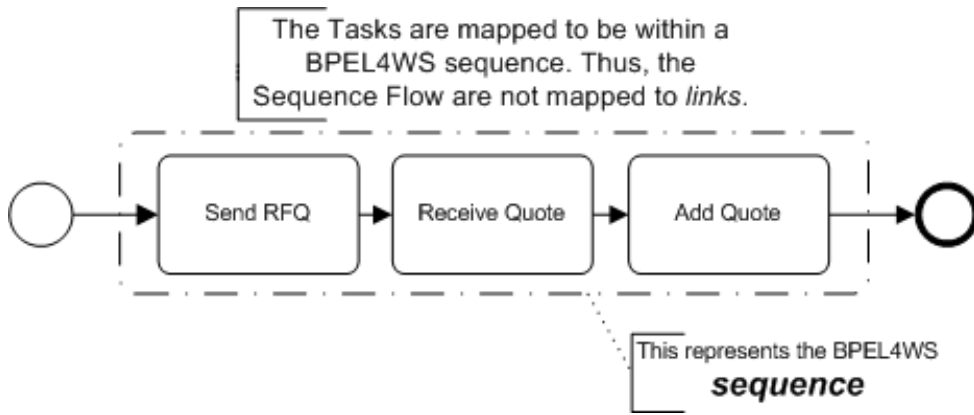 The Tasks are mapped to be within a
BPEL4WS sequence. Thus, the
Sequence Flow are not mapped to links.
Send RFQ
Receive Quote
Add Quote
This represents the BPEL4WS
sequence